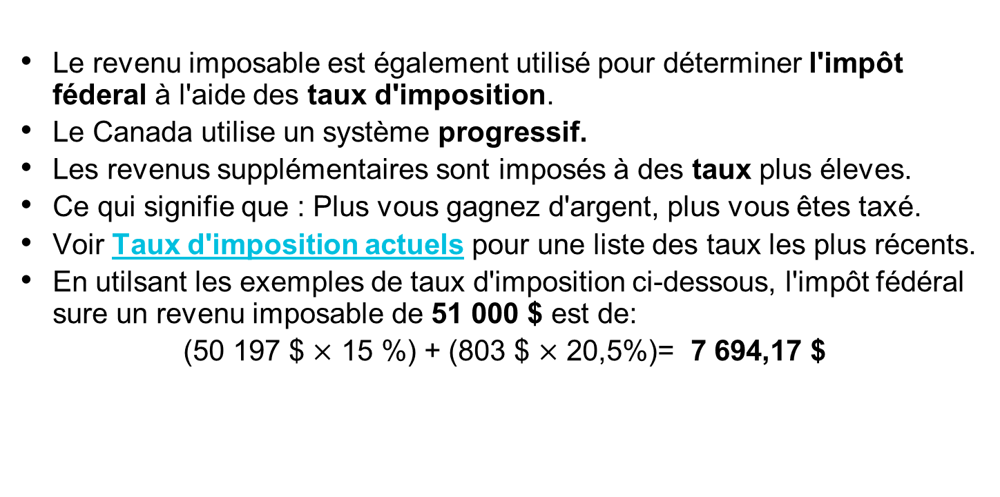 • Le revenu imposable est également utilisé pour déterminer l'impôt
féderal à l'aide des taux d'imposition.
• Le Canada utilise un système progressif.
• Les revenus supplémentaires sont imposés à des taux plus éleves.
• Ce qui signifie que : Plus vous gagnez d'argent, plus vous êtes taxé.
• Voir Taux d'imposition actuels pour une liste des taux les plus récents.
• En utilsant les exemples de taux d'imposition ci-dessous, l'impôt fédéral
sure un revenu imposable de 51 000 $ est de:
(50 197 $ × 15 %) + (803 $ × 20,5%)= 7 694,17 $